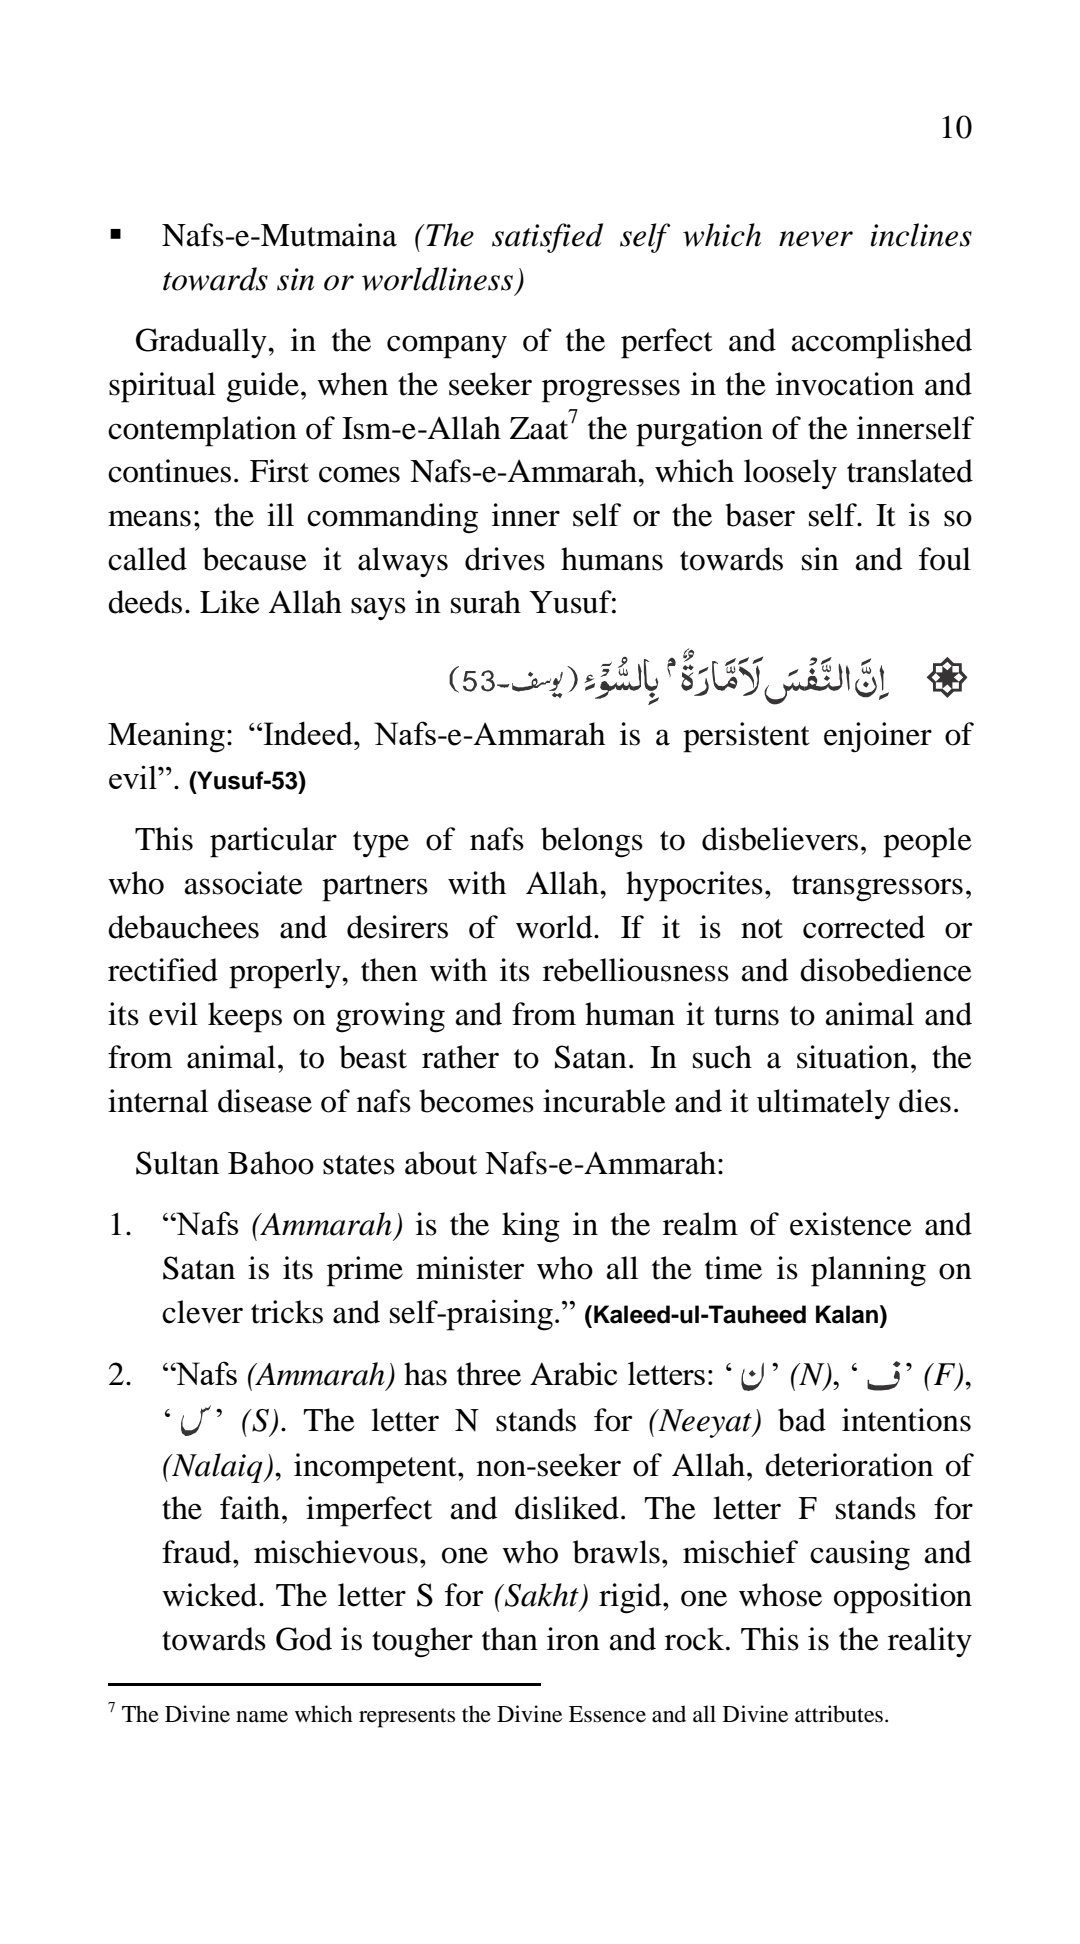 10
▪ Nafs-e-Mutmaina (The satisfied self which never inclines
towards sin or worldliness)
Gradually, in the company of the perfect and accomplished
spiritual guide, when the seeker progresses in the invocation and
contemplation of Ism-e-Allah Zaat7 the purgation of the innerself
continues. First comes Nafs-e-Ammarah, which loosely translated
means; the ill commanding inner self or the baser self. It is so
called because it always drives humans towards sin and foul
deeds. Like Allah says in surah Yusuf:
اِنَّ النَّفْسَ لَاَمَّارَةٌ ۢ بِالسُّوْٓءِ (یوسف۔53)
Meaning: “Indeed, Nafs-e-Ammarah is a persistent enjoiner of
evil”. (Yusuf-53)
This particular type of nafs belongs to disbelievers, people
who associate partners with Allah, hypocrites, transgressors,
debauchees and desirers of world. If it is not corrected or
rectified properly, then with its rebelliousness and disobedience
its evil keeps on growing and from human it turns to animal and
from animal, to beast rather to Satan. In such a situation, the
internal disease of nafs becomes incurable and it ultimately dies.
Sultan Bahoo states about Nafs-e-Ammarah:
1. “Nafs (Ammarah) is the king in the realm of existence and
Satan is its prime minister who all the time is planning on
clever tricks and self-praising.” (Kaleed-ul-Tauheed Kalan)
2. “Nafs (Ammarah) has three Arabic letters: ‘ ن ’ (N), ‘ ف ’ (F),
‘ س ’ (S). The letter N stands for (Neeyat) bad intentions
(Nalaiq), incompetent, non-seeker of Allah, deterioration of
the faith, imperfect and disliked. The letter F stands for
fraud, mischievous, one who brawls, mischief causing and
wicked. The letter S for (Sakht) rigid, one whose opposition
towards God is tougher than iron and rock. This is the reality
7 The Divine name which represents the Divine Essence and all Divine attributes.